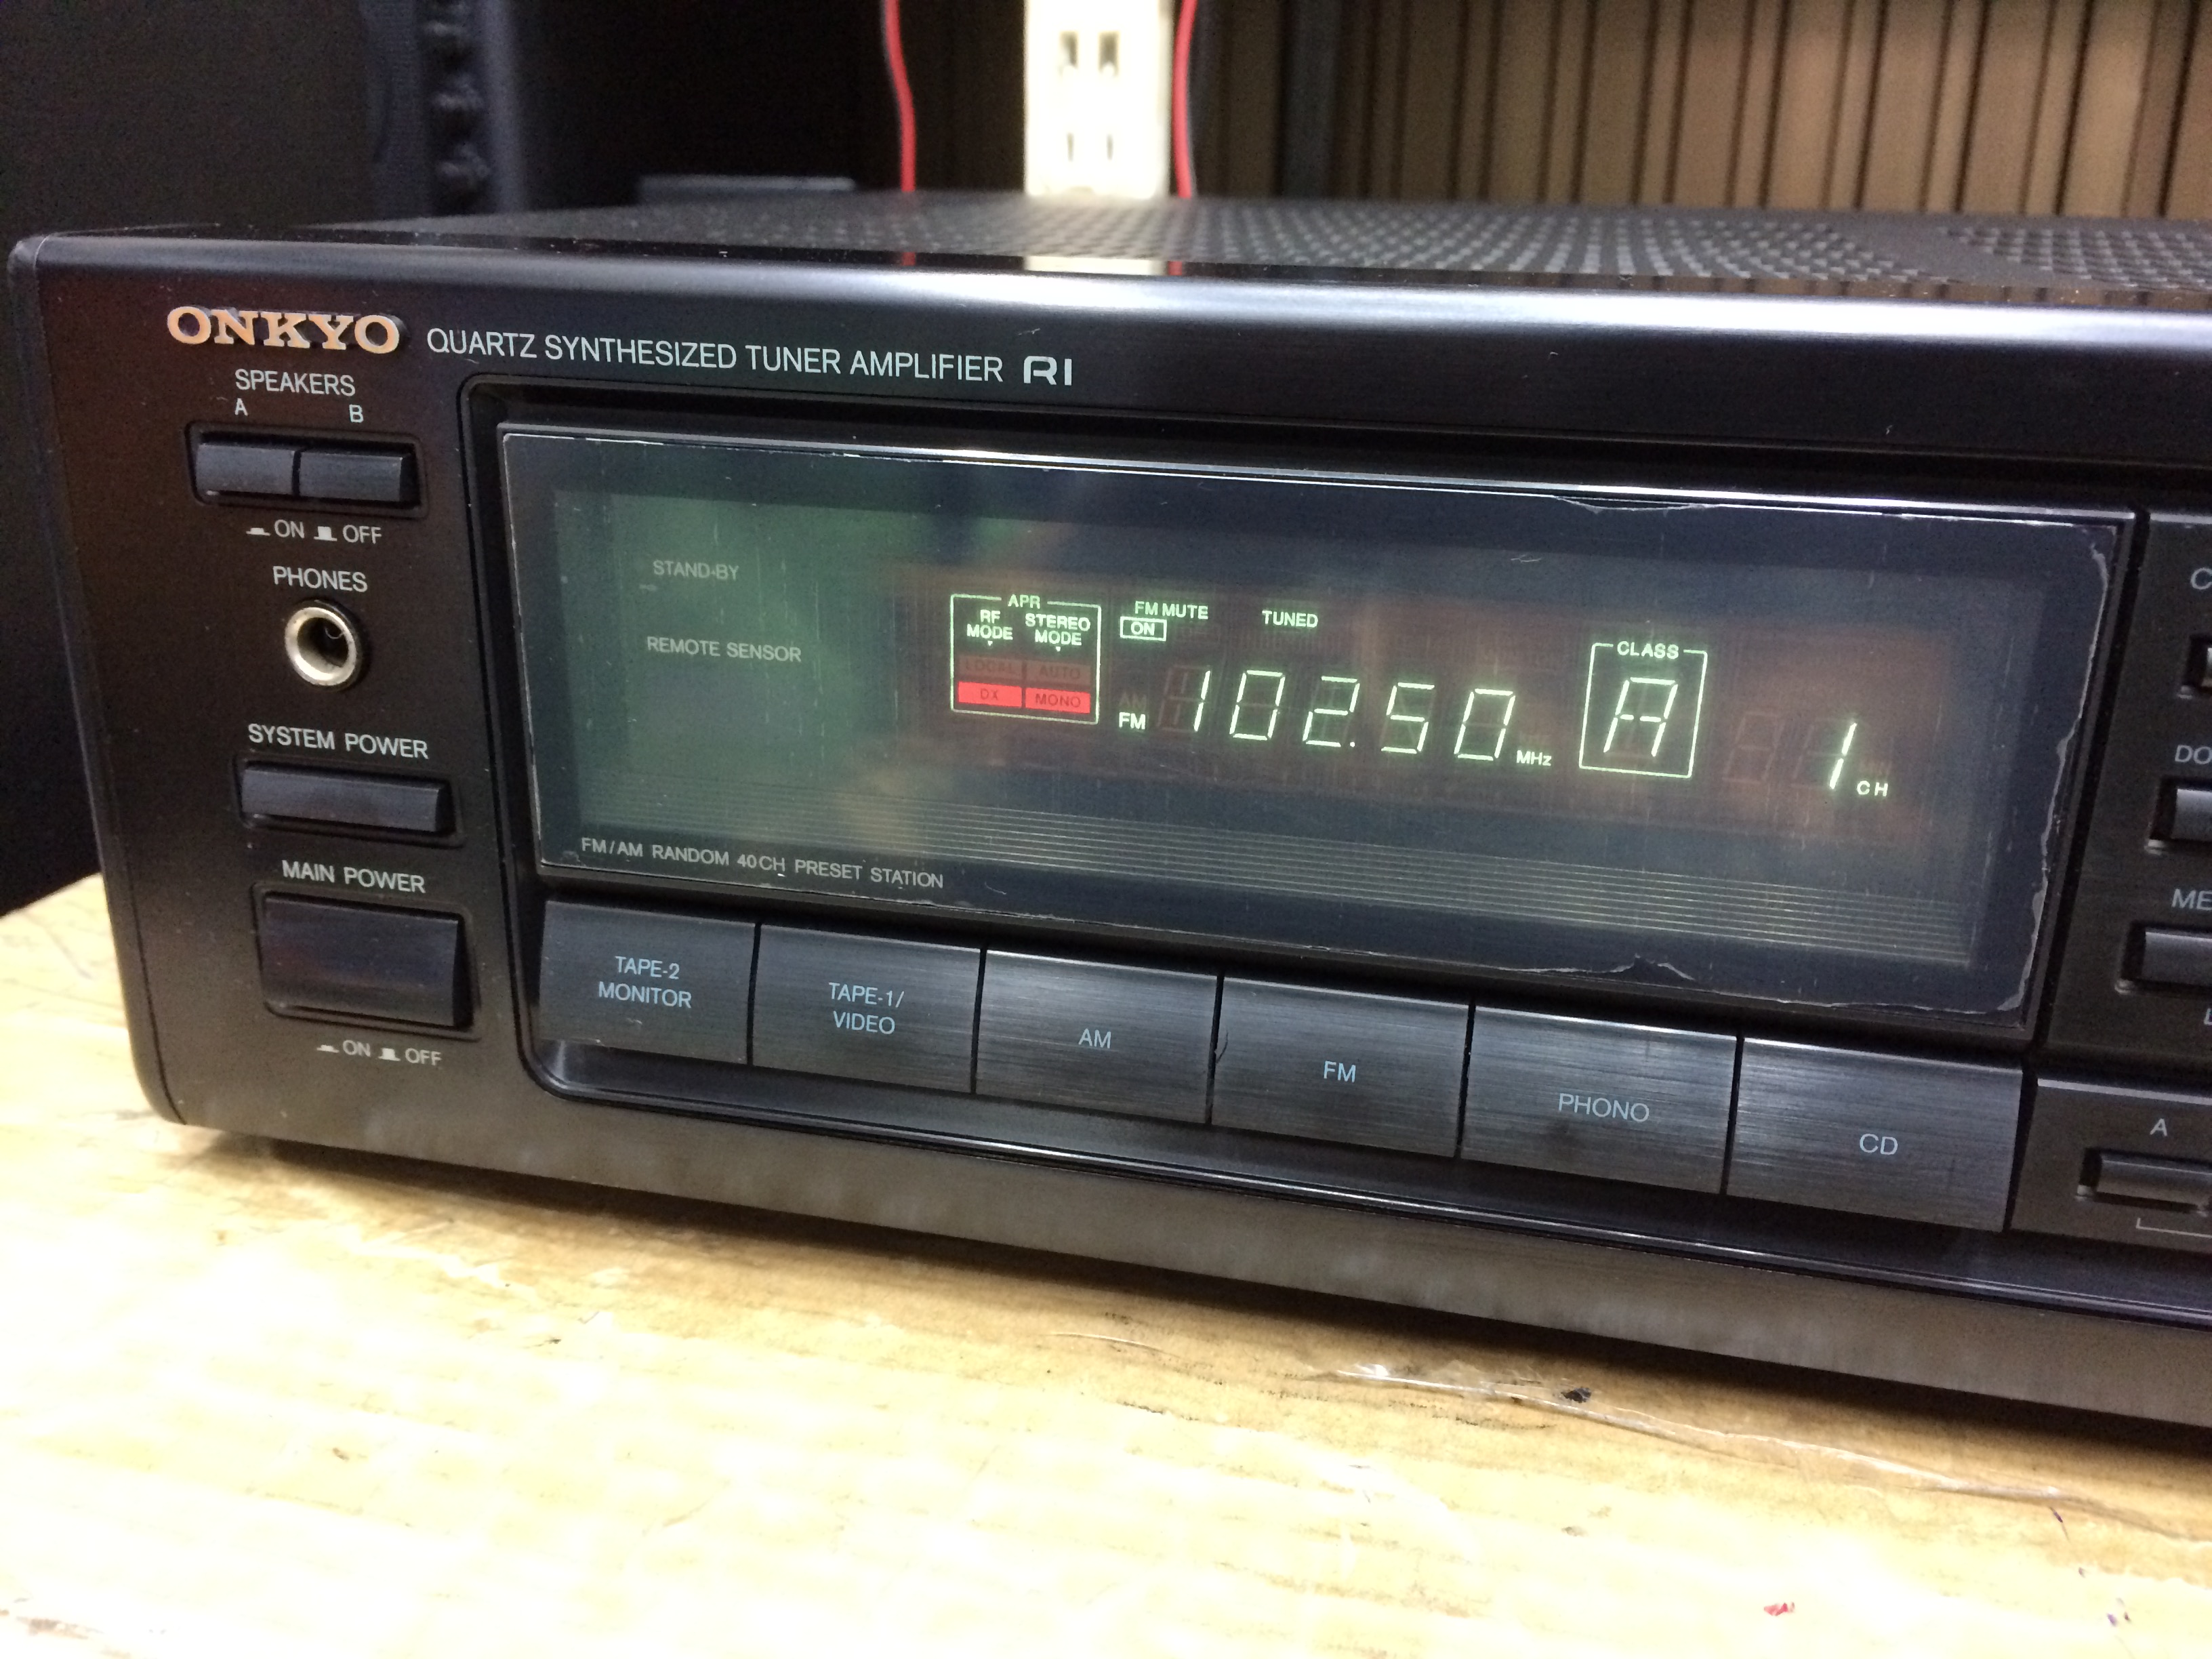 ONKYO QUARTZ SYNTHESIZED TUNER AMPLIFIER RI
SPEAKERS
A B
ON OFF
PHONES
SYSTEM POWER
MAIN POWER
ON OFF
STAND-BY
REMOTE SENSOR
APR
RF MODE STEREO MODE
LOCAL AUTO
DX MONO
FM MUTE
ON
TUNED
AM
FM 102.50 MHz
CLASS
A
1 CH
FM/AM RANDOM 40CH PRESET STATION
TAPE-2
MONITOR
TAPE-1/
VIDEO
AM
FM
PHONO
CD
A